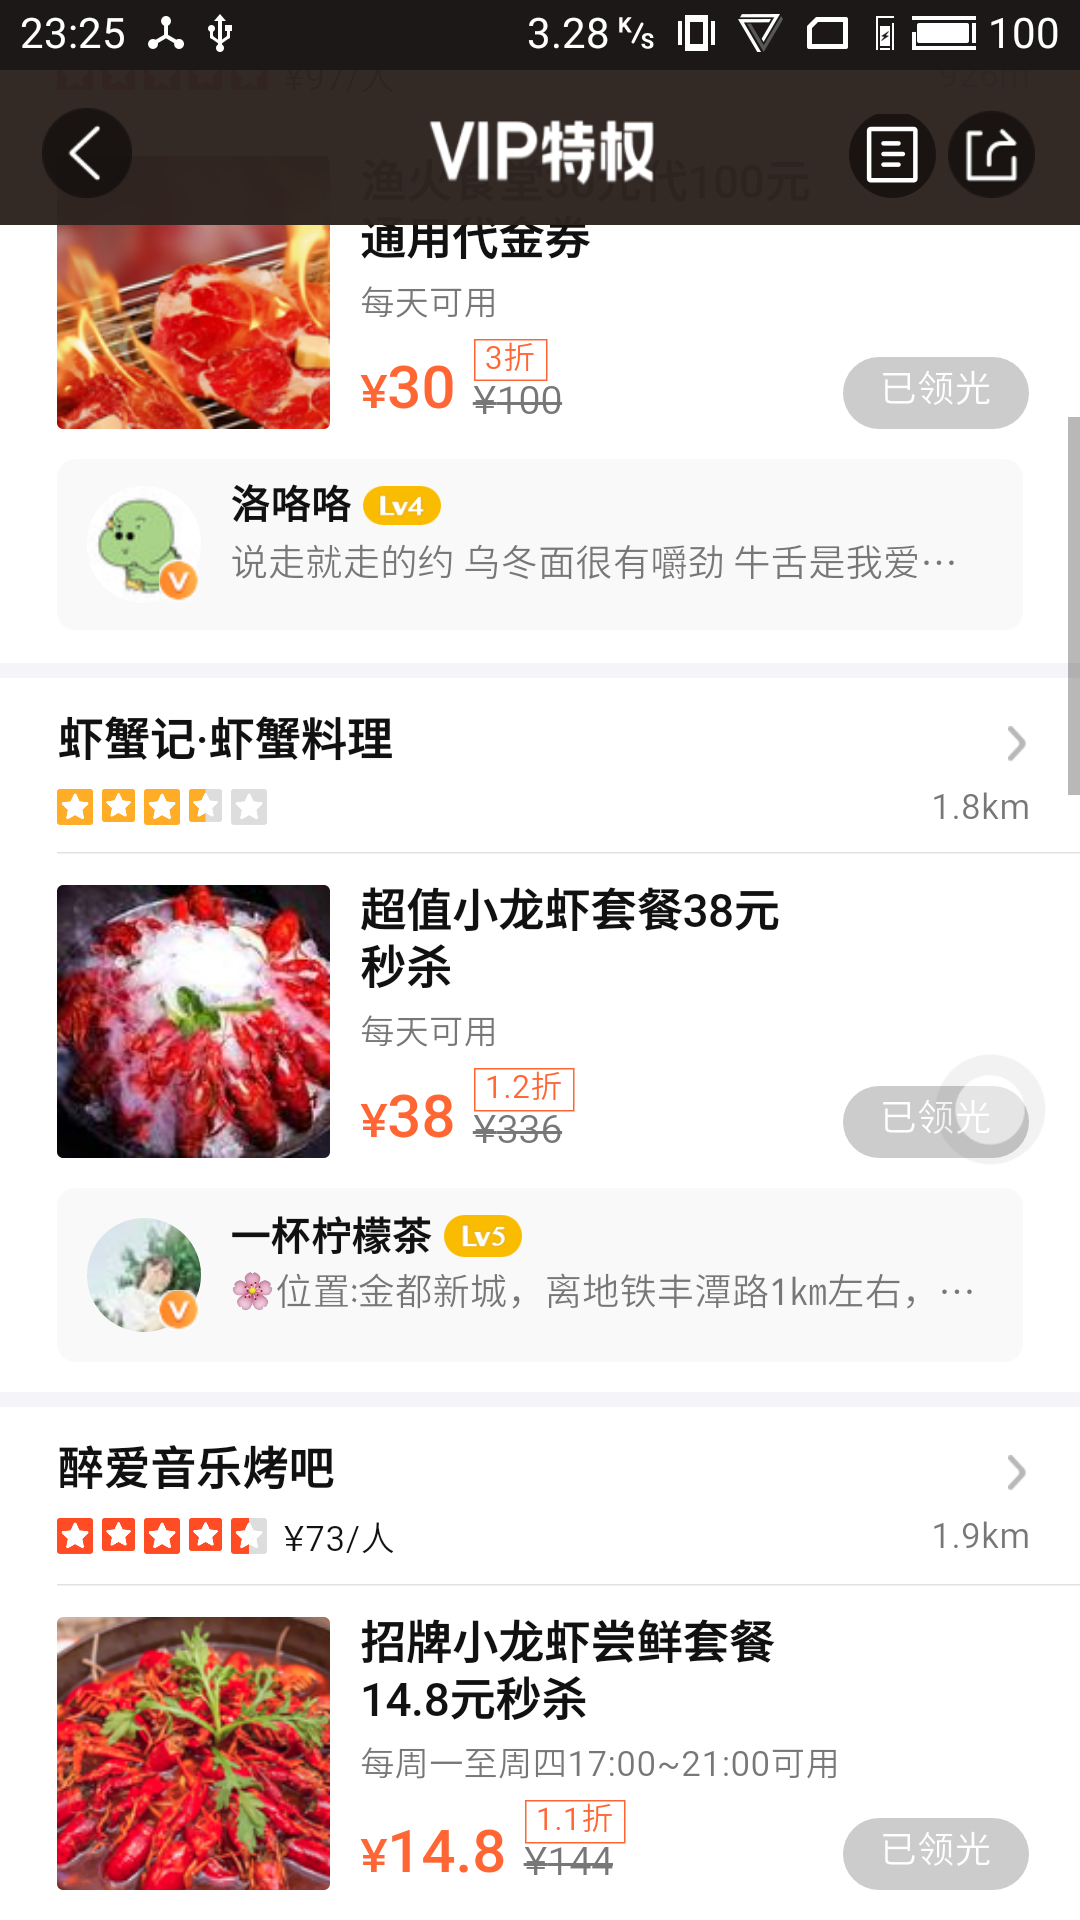 23:25
3.28 K/s
100
¥97/人
926m
VIP特权
渔火食堂30元代100元
通用代金券
每天可用
3折
¥30 ¥100
已领光
洛咯咯 Lv4
说走就走的约 乌冬面很有嚼劲 牛舌是我爱…
虾蟹记·虾蟹料理
1.8km
超值小龙虾套餐38元
秒杀
每天可用
1.2折
¥38 ¥336
已领光
一杯柠檬茶 Lv5
🌸位置:金都新城，离地铁丰潭路1km左右，…
醉爱音乐烤吧
¥73/人
1.9km
招牌小龙虾尝鲜套餐
14.8元秒杀
每周一至周四17:00~21:00可用
1.1折
¥14.8 ¥144
已领光